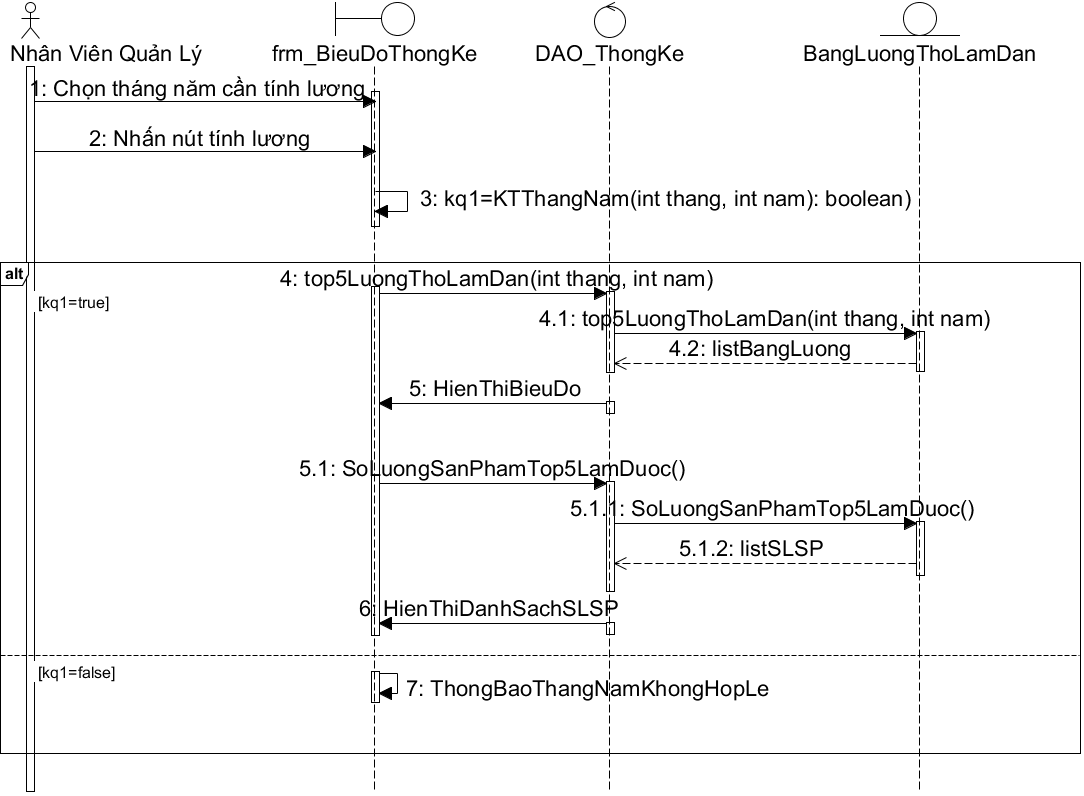 Nhân Viên Quản Lý
frm_BieuDoThongKe
DAO_ThongKe
BangLuongThoLamDan
1: Chọn tháng năm cần tính lương
2: Nhấn nút tính lương
3: kq1=KTThangNam(int thang, int nam): boolean)
alt
[kq1=true]
4: top5LuongThoLamDan(int thang, int nam)
4.1: top5LuongThoLamDan(int thang, int nam)
4.2: listBangLuong
5: HienThiBieuDo
5.1: SoLuongSanPhamTop5LamDuoc()
5.1.1: SoLuongSanPhamTop5LamDuoc()
5.1.2: listSLSP
6: HienThiDanhSachSLSP
[kq1=false]
7: ThongBaoThangNamKhongHopLe